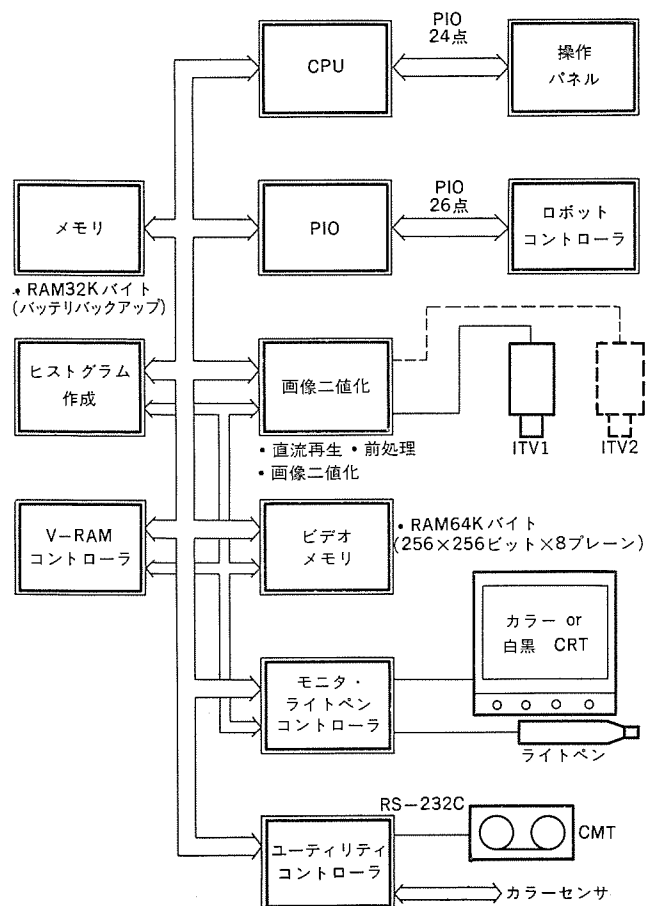 PIO
24点
CPU
操作
パネル
メモリ
・RAM32Kバイト
(バッテリバックアップ)
PIO
PIO
26点
ロボット
コントローラ
ヒストグラム
作成
画像二値化
・直流再生・前処理
・画像二値化
ITV1
ITV2
V-RAM
コントローラ
ビデオ
メモリ
・RAM64Kバイト
(256×256ビット×8プレーン)
カラー or
白黒 CRT
モニタ・
ライトペン
コントローラ
ライトペン
RS-232C
CMT
ユーティリティ
コントローラ
カラーセンサ